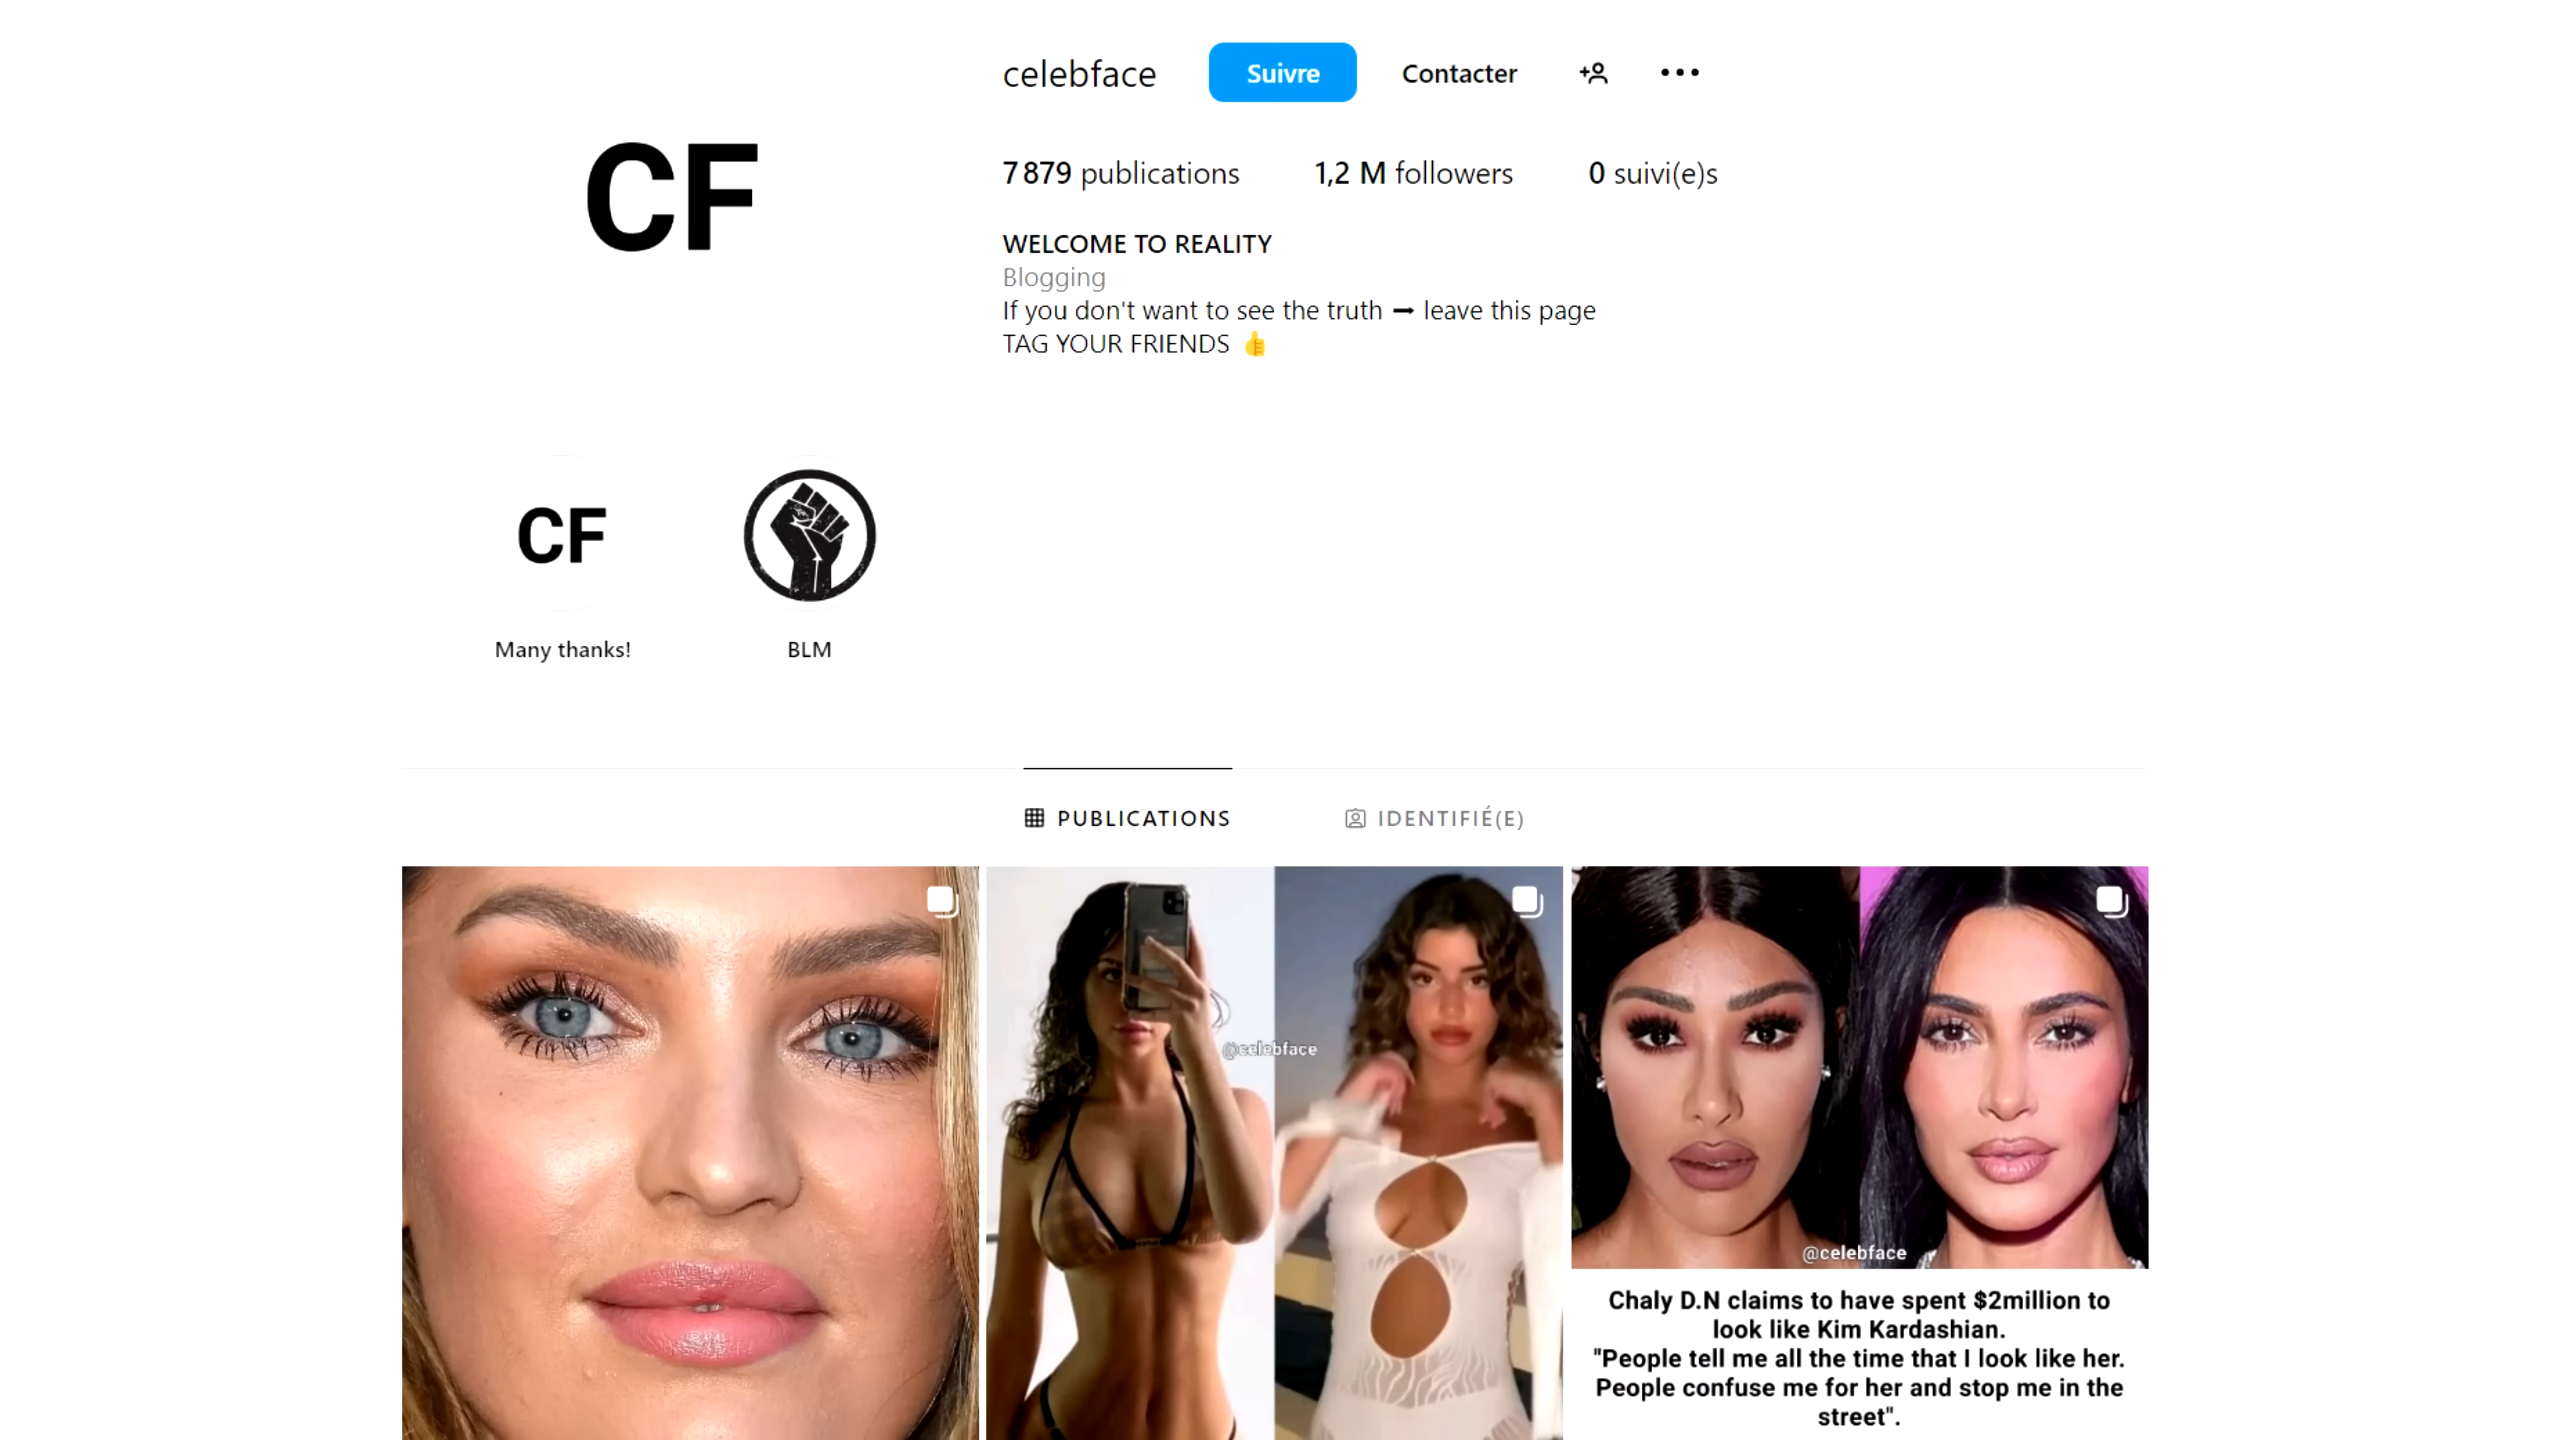 celebface Suivre Contacter
CF
7 879 publications 1,2 M followers 0 suivi(e)s
WELCOME TO REALITY
Blogging
If you don't want to see the truth ➞ leave this page
TAG YOUR FRIENDS 👍
CF
Many thanks!
BLM
PUBLICATIONS
IDENTIFIÉ(E)
@celebface
@celebface
Chaly D.N claims to have spent $2million to
look like Kim Kardashian.
"People tell me all the time that I look like her.
People confuse me for her and stop me in the
street".